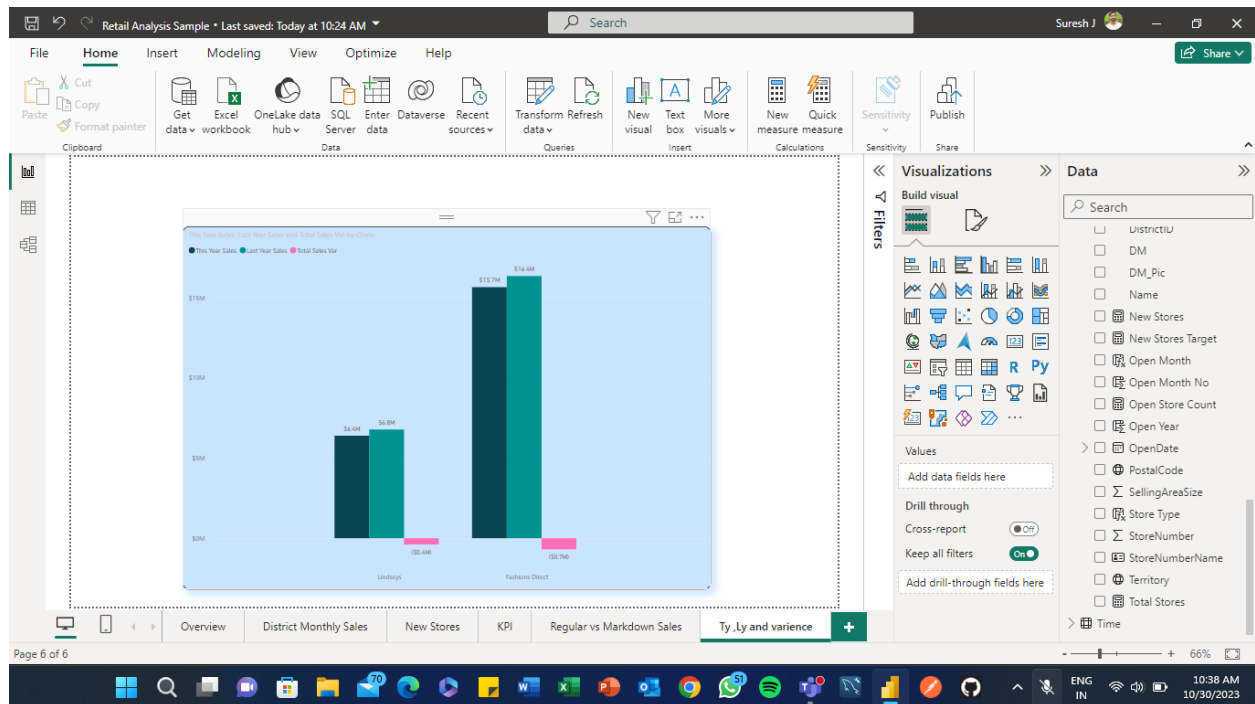 Retail Analysis Sample • Last saved: Today at 10:24 AM
Search
Suresh J
File Home Insert Modeling View Optimize Help
Share
Paste
Cut
Copy
Format painter
Get data
Excel workbook
OneLake data hub
SQL Server
Enter data
Dataverse
Recent sources
Transform data
Refresh
New visual
Text box
More visuals
New measure
Quick measure
Sensitivity
Publish
Clipboard
Data
Queries
Insert
Calculations
Sensitivity
Share
This Year Sales, Last Year Sales and Total Sales Var by Chain
This Year Sales Last Year Sales Total Sales Var
$15M
$10M
$5M
$0M
$6.4M
$6.8M
($0.4M)
$15.7M
$16.4M
($0.7M)
Lindseys
Fashions Direct
Filters
Visualizations
Build visual
123
R
Py
Values
Add data fields here
Drill through
Cross-report
Off
Keep all filters
On
Add drill-through fields here
Data
Search
DistrictID
DM
DM_Pic
Name
New Stores
New Stores Target
Open Month
Open Month No
Open Store Count
Open Year
OpenDate
PostalCode
SellingAreaSize
Store Type
StoreNumber
StoreNumberName
Territory
Total Stores
Time
Overview
District Monthly Sales
New Stores
KPI
Regular vs Markdown Sales
Ty ,Ly and varience
Page 6 of 6
66%
70
51
ENG
IN
10:38 AM
10/30/2023